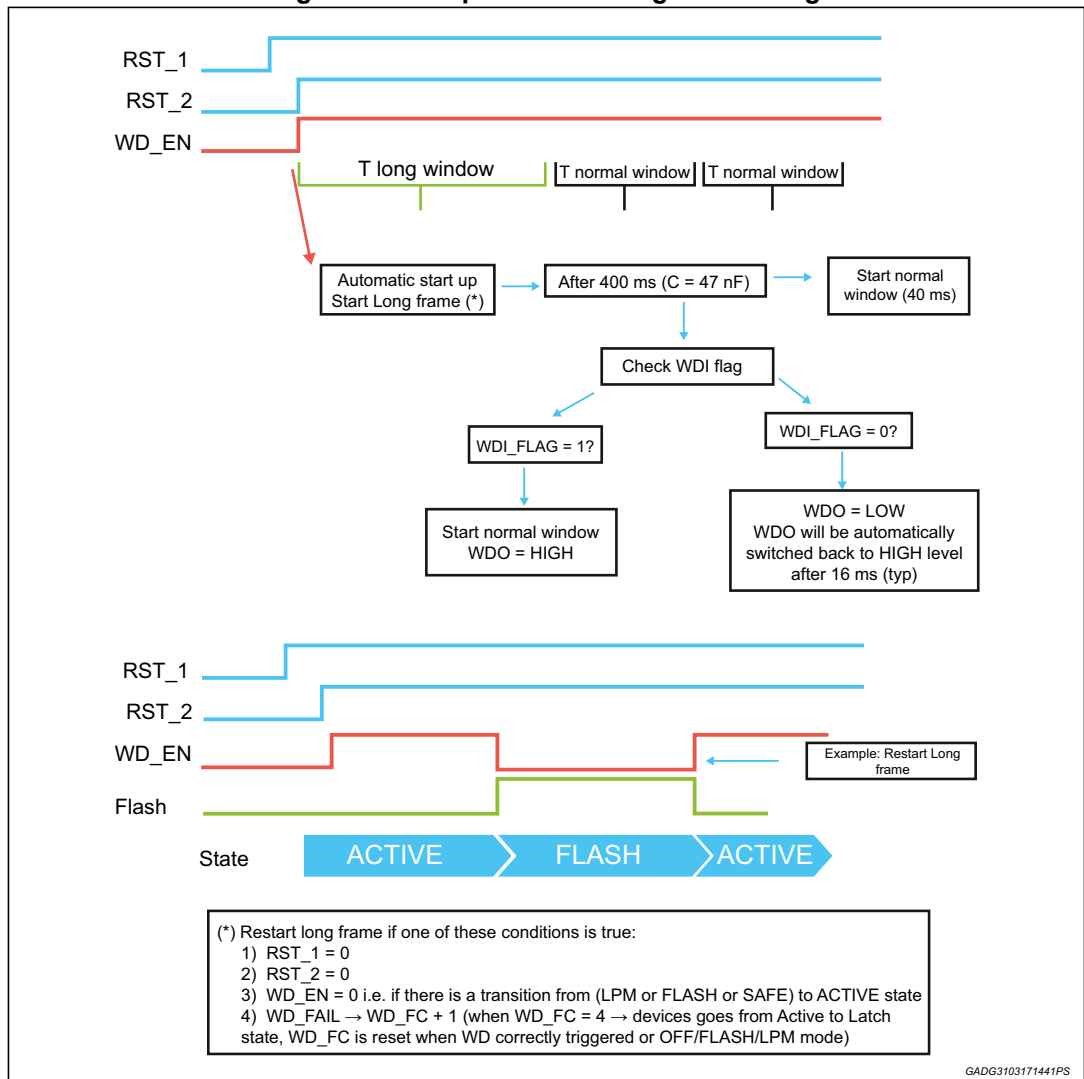 RST_1
RST_2
WD_EN
T long window
T normal window
T normal window
Automatic start up
Start Long frame (*)
After 400 ms (C = 47 nF)
Start normal
window (40 ms)
Check WDI flag
WDI_FLAG = 1?
WDI_FLAG = 0?
Start normal window
WDO = HIGH
WDO = LOW
WDO will be automatically
switched back to HIGH level
after 16 ms (typ)
RST_1
RST_2
WD_EN
Example: Restart Long
frame
Flash
State
ACTIVE
FLASH
ACTIVE
(*) Restart long frame if one of these conditions is true:
1) RST_1 = 0
2) RST_2 = 0
3) WD_EN = 0 i.e. if there is a transition from (LPM or FLASH or SAFE) to ACTIVE state
4) WD_FAIL → WD_FC + 1 (when WD_FC = 4 → devices goes from Active to Latch
state, WD_FC is reset when WD correctly triggered or OFF/FLASH/LPM mode)
GADG3103171441PS